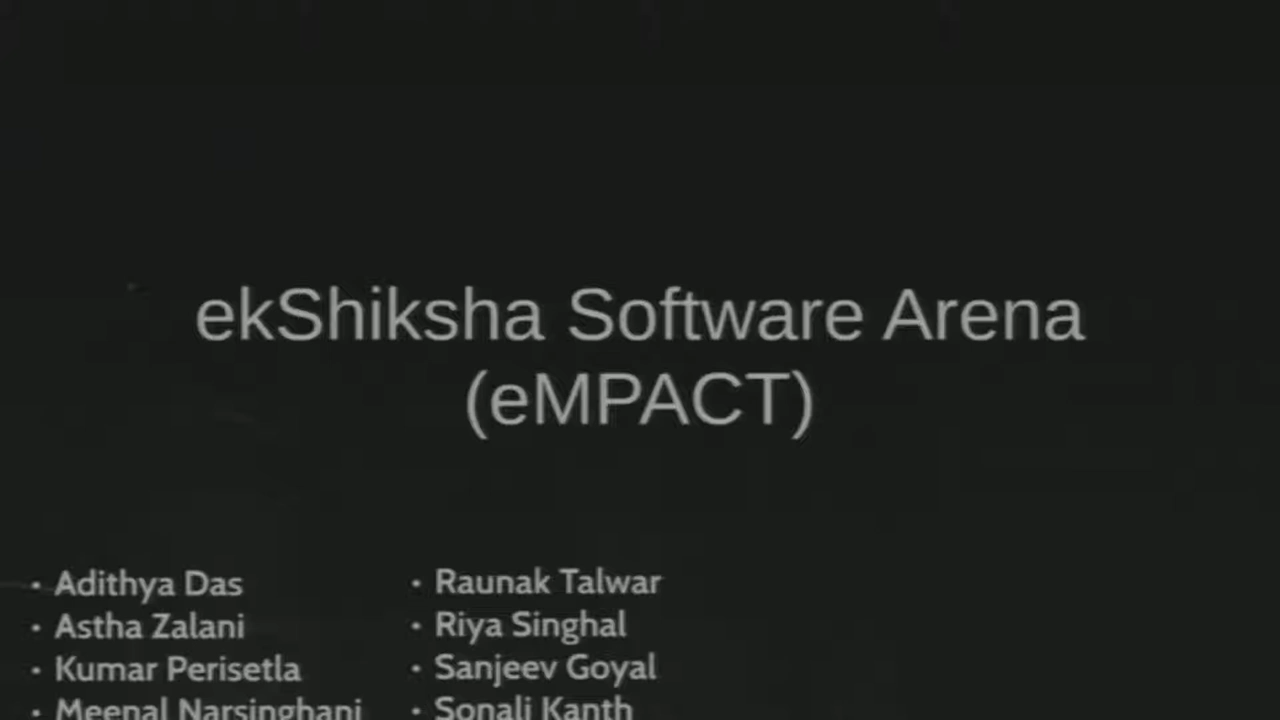 ekShiksha Software Arena
(eMPACT)
• Adithya Das
• Astha Zalani
• Kumar Perisetla
• Meenal Narsinghani
• Raunak Talwar
• Riya Singhal
• Sanjeev Goyal
• Sonali Kanth